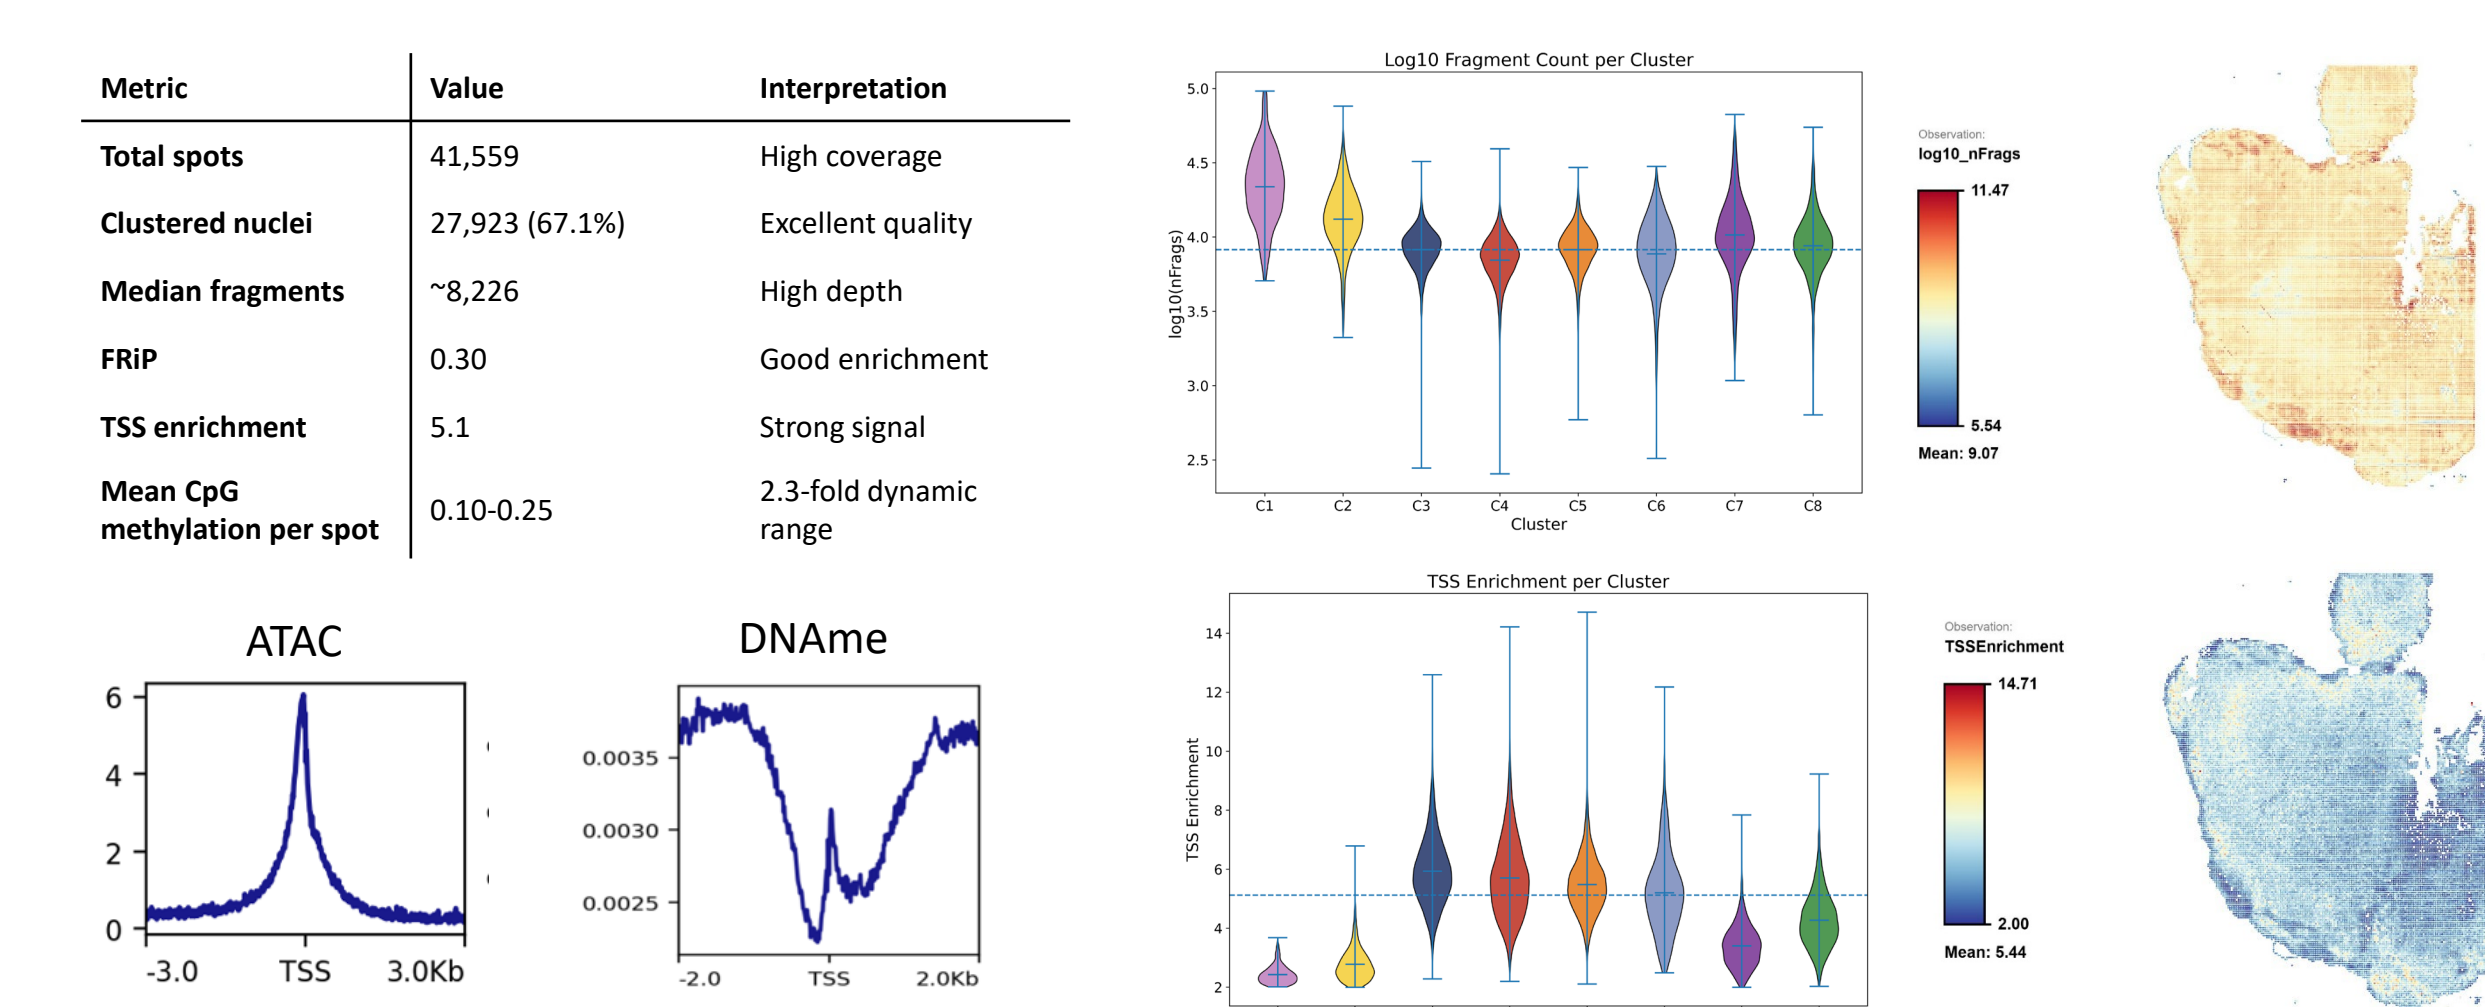 Metric Value Interpretation
Total spots 41,559 High coverage
Clustered nuclei 27,923 (67.1%) Excellent quality
Median fragments ~8,226 High depth
FRiP 0.30 Good enrichment
TSS enrichment 5.1 Strong signal
Mean CpG
methylation per spot 0.10-0.25 2.3-fold dynamic
range
ATAC
6
4
2
0
-3.0 TSS 3.0Kb
DNAme
0.0035
0.0030
0.0025
-2.0 TSS 2.0Kb
Log10 Fragment Count per Cluster
log10(nFrags)
5.0
4.5
4.0
3.5
3.0
2.5
C1 C2 C3 C4 C5 C6 C7 C8
Cluster
Observation:
log10_nFrags
11.47
5.54
Mean: 9.07
TSS Enrichment per Cluster
TSS Enrichment
14
12
10
8
6
4
2
Observation:
TSSEnrichment
14.71
2.00
Mean: 5.44